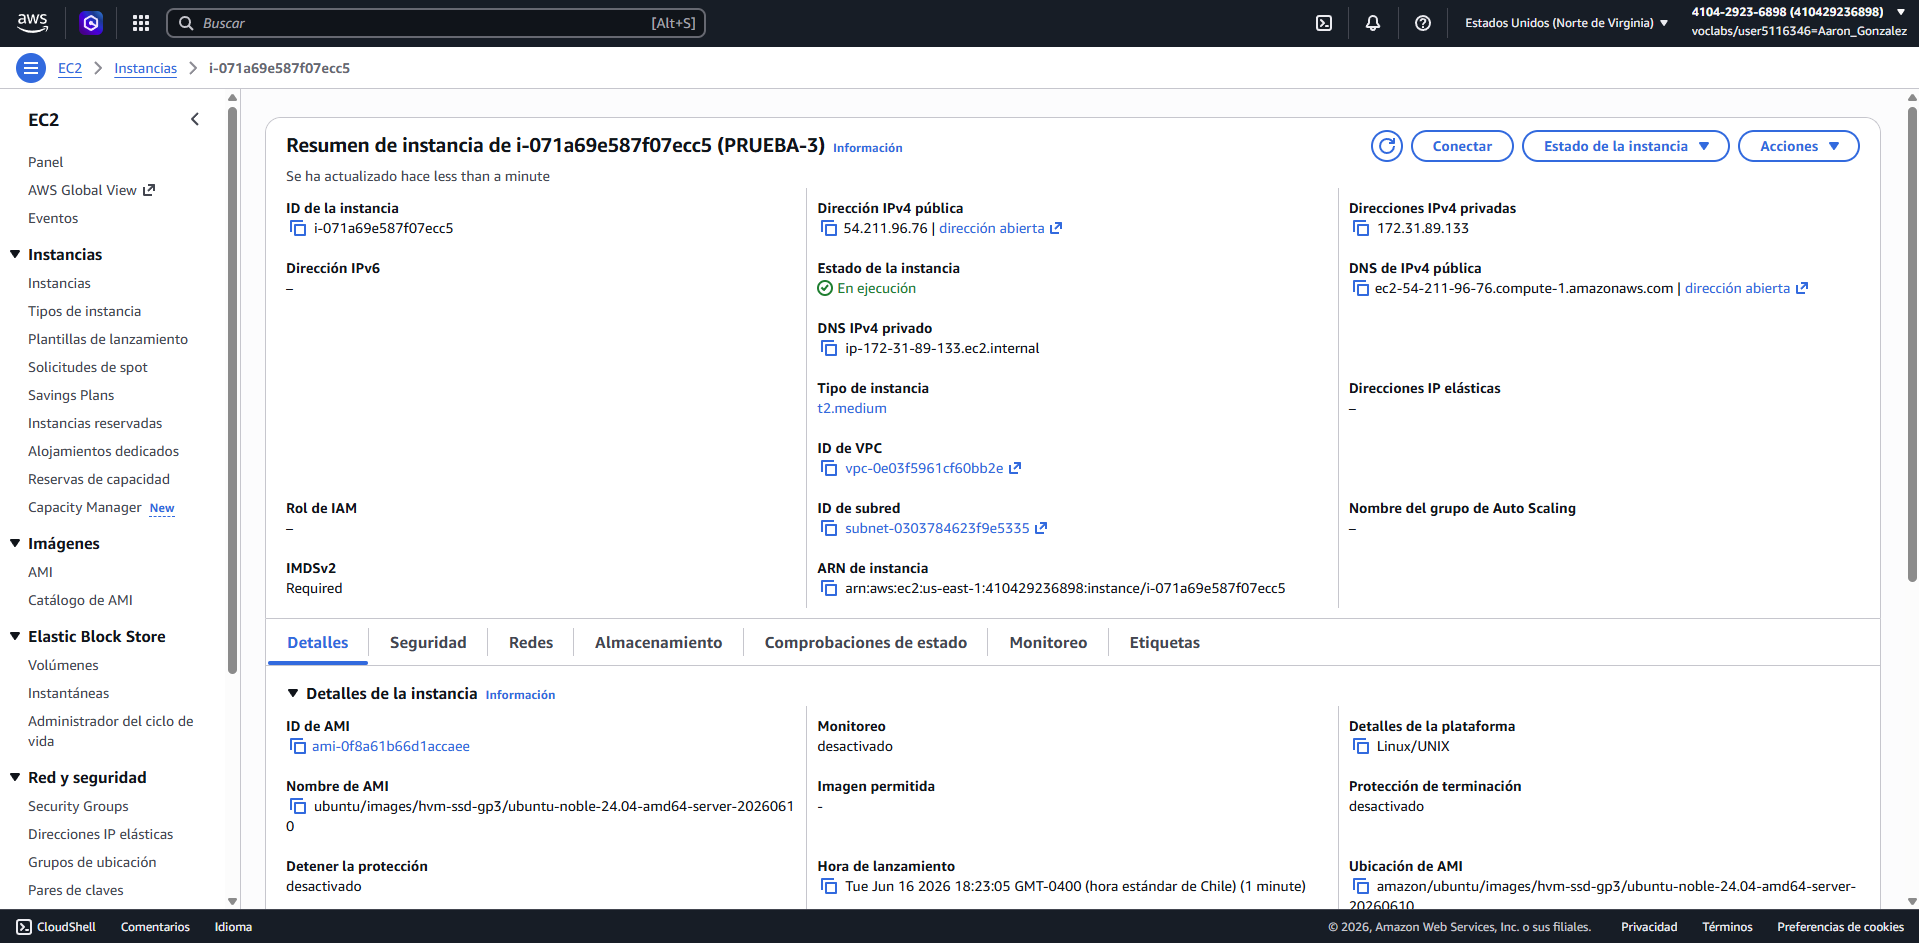 aws
Buscar
[Alt+S]
Estados Unidos (Norte de Virginia)
4104-2923-6898 (410429236898)
voclabs/user5116346=Aaron_Gonzalez
EC2
Instancias
i-071a69e587f07ecc5
EC2
Panel
AWS Global View
Eventos
Instancias
Instancias
Tipos de instancia
Plantillas de lanzamiento
Solicitudes de spot
Savings Plans
Instancias reservadas
Alojamientos dedicados
Reservas de capacidad
Capacity Manager New
Imágenes
AMI
Catálogo de AMI
Elastic Block Store
Volúmenes
Instantáneas
Administrador del ciclo de
vida
Red y seguridad
Security Groups
Direcciones IP elásticas
Grupos de ubicación
Pares de claves
Resumen de instancia de i-071a69e587f07ecc5 (PRUEBA-3) Información
Se ha actualizado hace less than a minute
Conectar
Estado de la instancia
Acciones
ID de la instancia
i-071a69e587f07ecc5
Dirección IPv4 pública
54.211.96.76 | dirección abierta
Direcciones IPv4 privadas
172.31.89.133
Dirección IPv6
–
Estado de la instancia
En ejecución
DNS de IPv4 pública
ec2-54-211-96-76.compute-1.amazonaws.com | dirección abierta
DNS IPv4 privado
ip-172-31-89-133.ec2.internal
Tipo de instancia
t2.medium
Direcciones IP elásticas
–
ID de VPC
vpc-0e03f5961cf60bb2e
Rol de IAM
–
ID de subred
subnet-0303784623f9e5335
Nombre del grupo de Auto Scaling
–
IMDSv2
Required
ARN de instancia
arn:aws:ec2:us-east-1:410429236898:instance/i-071a69e587f07ecc5
Detalles
Seguridad
Redes
Almacenamiento
Comprobaciones de estado
Monitoreo
Etiquetas
Detalles de la instancia Información
ID de AMI
ami-0f8a61b66d1accaee
Monitoreo
desactivado
Detalles de la plataforma
Linux/UNIX
Nombre de AMI
ubuntu/images/hvm-ssd-gp3/ubuntu-noble-24.04-amd64-server-2026061
0
Imagen permitida
-
Protección de terminación
desactivado
Detener la protección
desactivado
Hora de lanzamiento
Tue Jun 16 2026 18:23:05 GMT-0400 (hora estándar de Chile) (1 minute)
Ubicación de AMI
amazon/ubuntu/images/hvm-ssd-gp3/ubuntu-noble-24.04-amd64-server-
20260610
CloudShell
Comentarios
Idioma
© 2026, Amazon Web Services, Inc. o sus filiales.
Privacidad
Términos
Preferencias de cookies